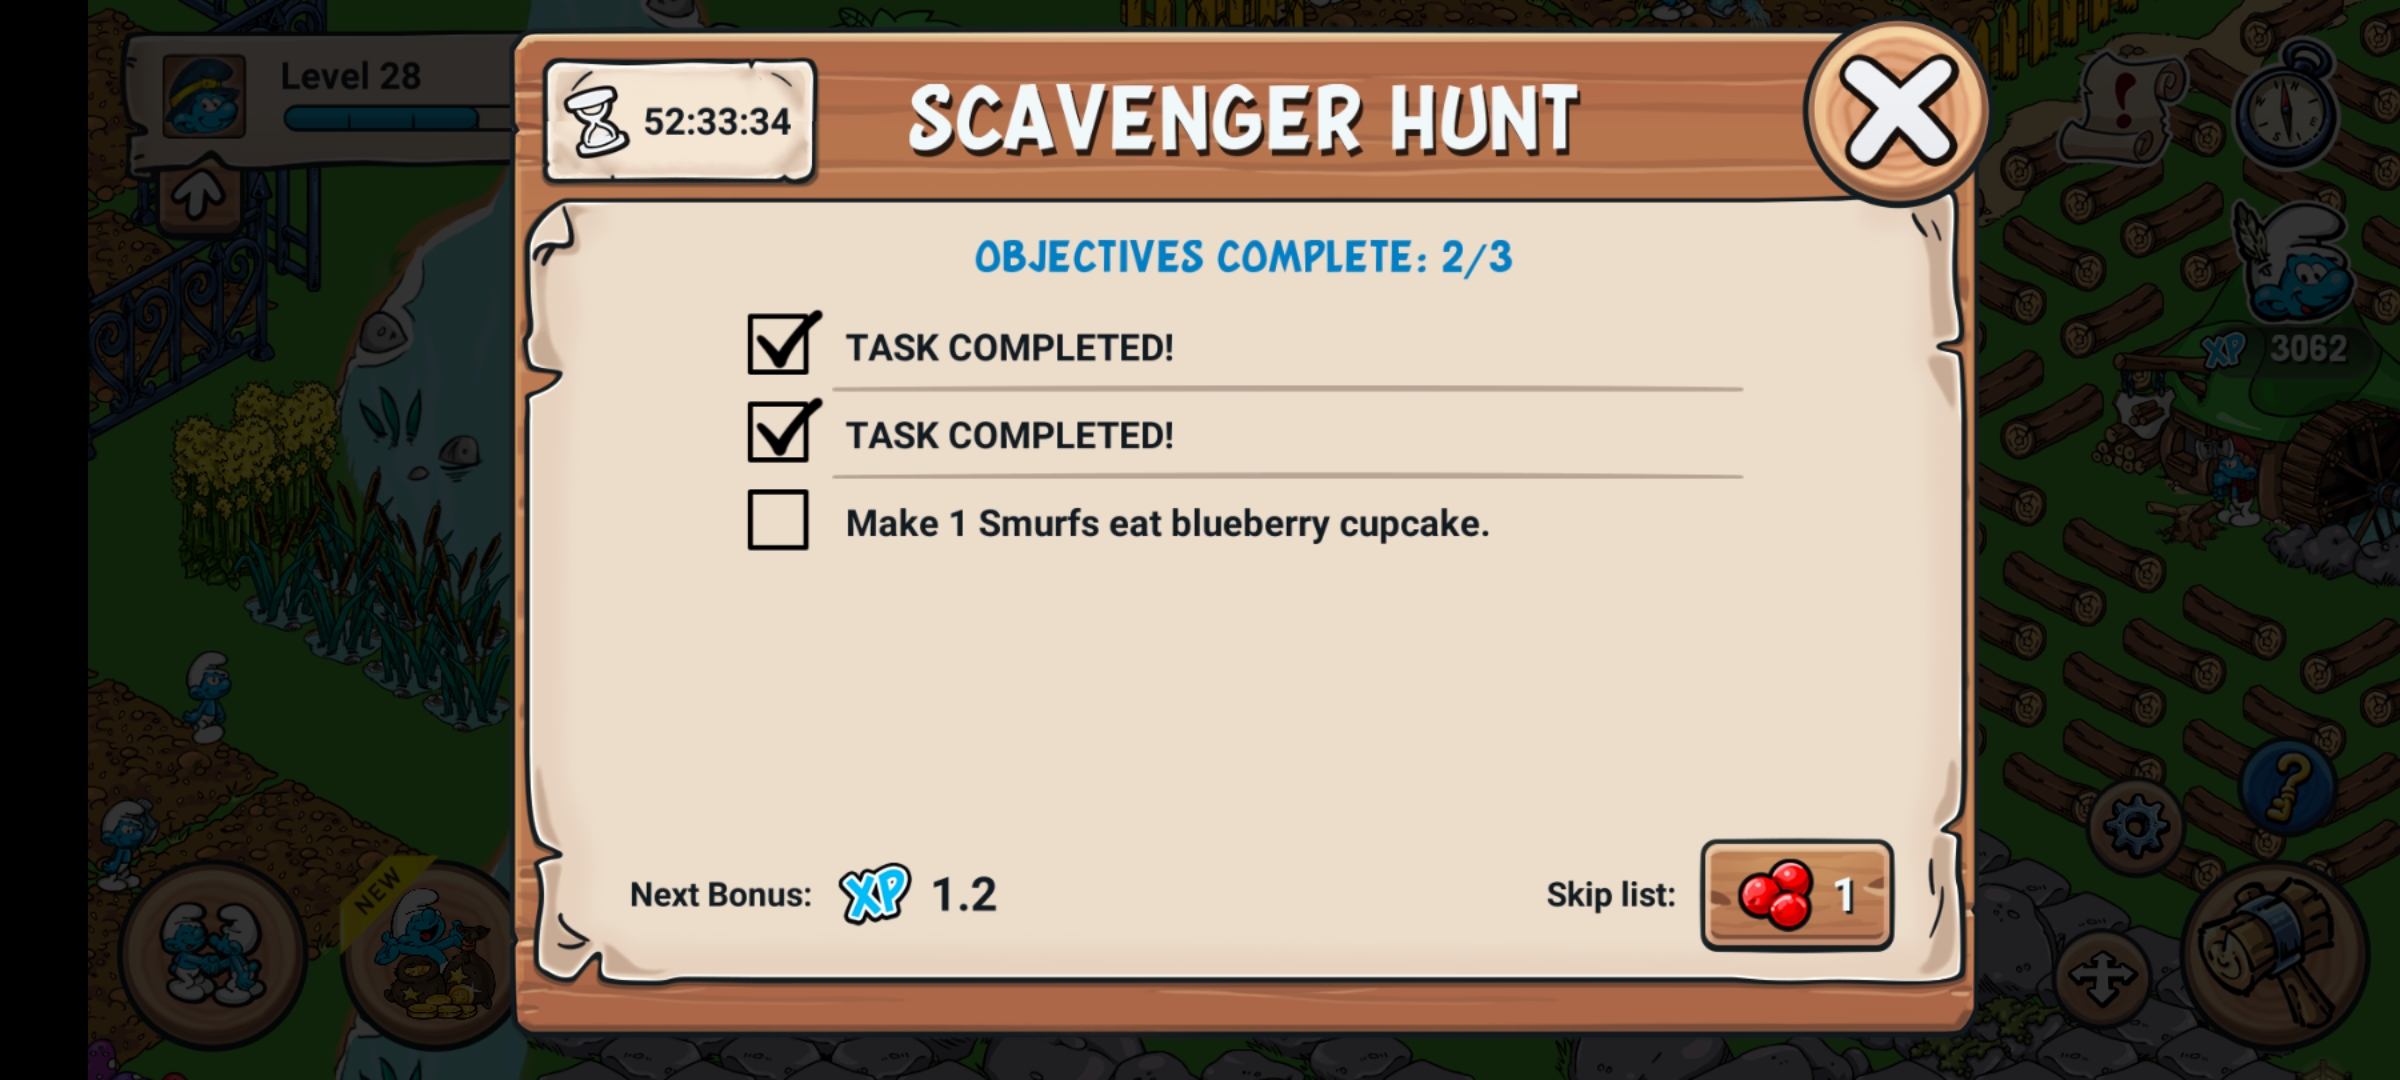 Level 28
52:33:34
SCAVENGER HUNT
OBJECTIVES COMPLETE: 2/3
TASK COMPLETED!
TASK COMPLETED!
Make 1 Smurfs eat blueberry cupcake.
XP 3062
NEW
Next Bonus: XP 1.2
Skip list: 1